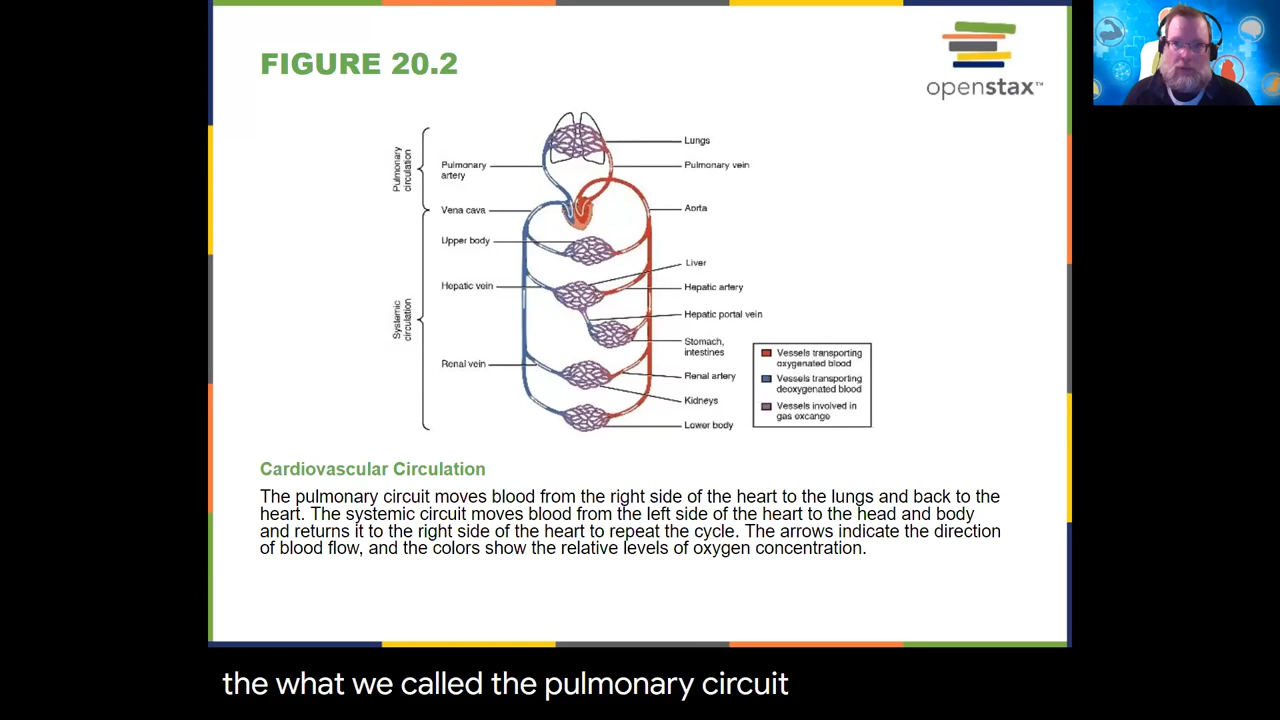 FIGURE 20.2
openstax™
Pulmonary
circulation
Systemic
circulation
Pulmonary
artery
Vena cava
Upper body
Hepatic vein
Renal vein
Lungs
Pulmonary vein
Aorta
Liver
Hepatic artery
Hepatic portal vein
Stomach,
intestines
Renal artery
Kidneys
Lower body
Vessels transporting
oxygenated blood
Vessels transporting
deoxygenated blood
Vessels involved in
gas excange
Cardiovascular Circulation
The pulmonary circuit moves blood from the right side of the heart to the lungs and back to the
heart. The systemic circuit moves blood from the left side of the heart to the head and body
and returns it to the right side of the heart to repeat the cycle. The arrows indicate the direction
of blood flow, and the colors show the relative levels of oxygen concentration.
the what we called the pulmonary circuit